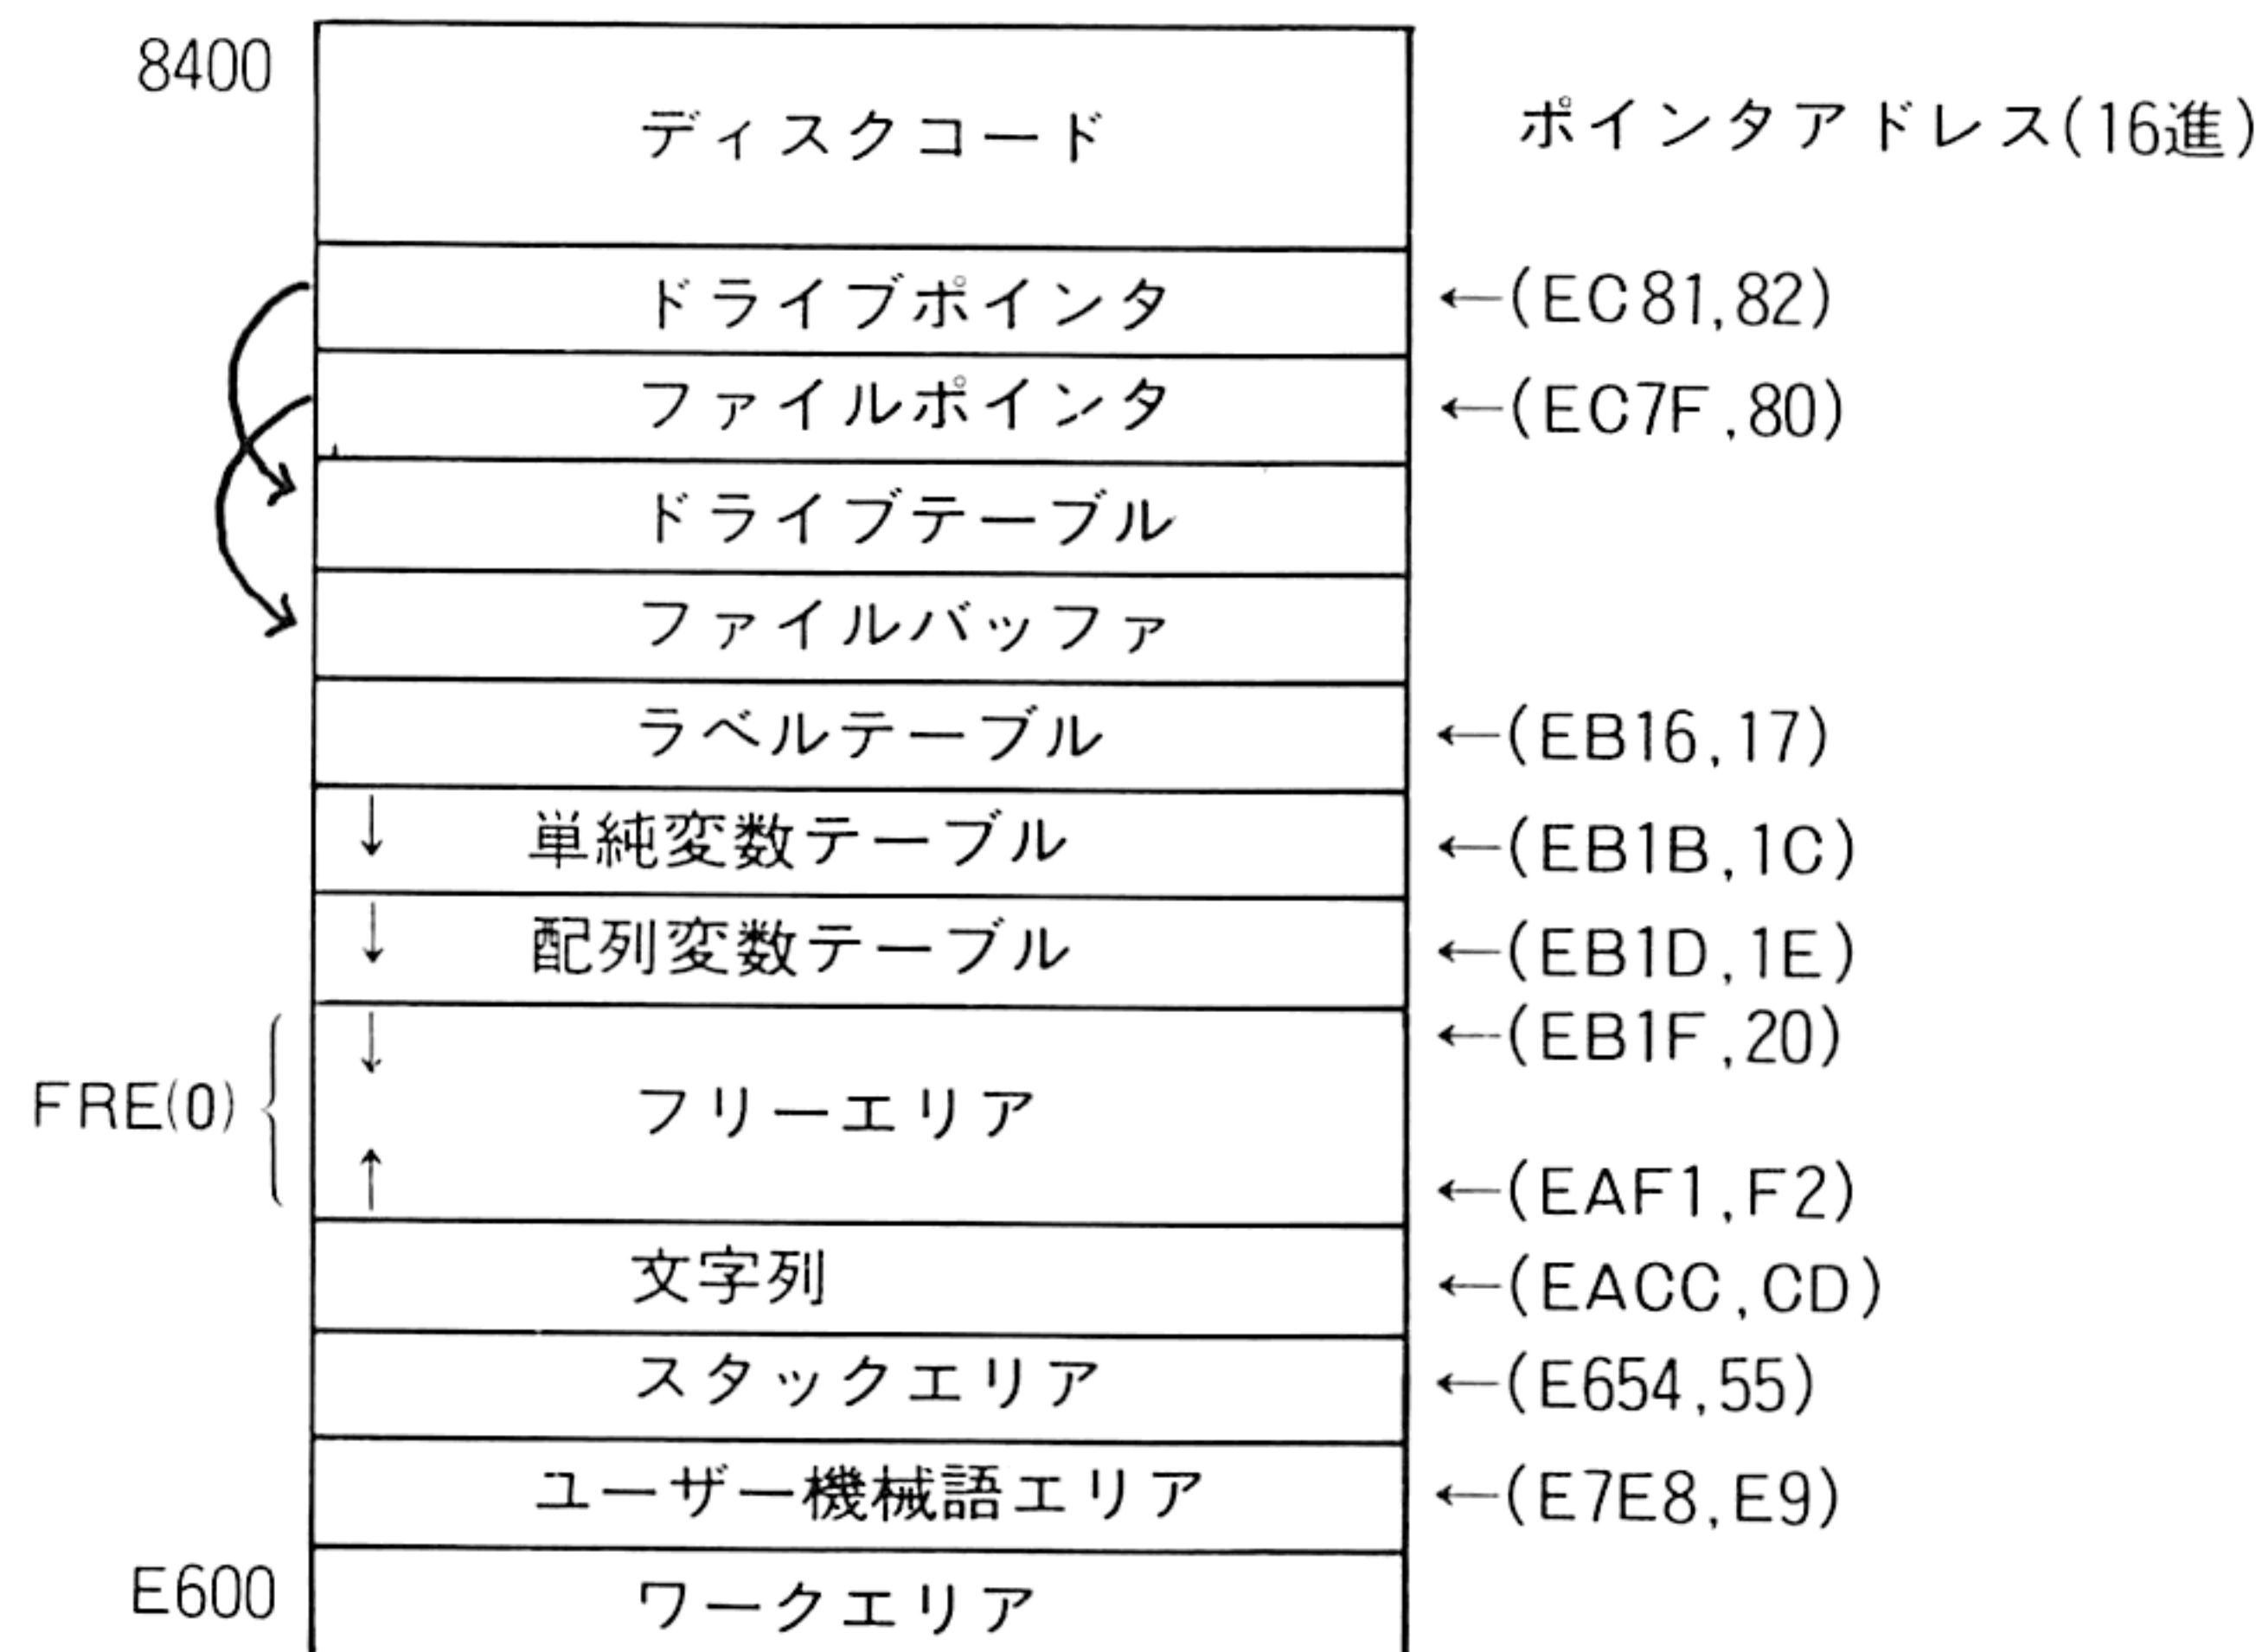 8400
ディスクコード
ポインタアドレス(16進)
ドライブポインタ
←(EC81,82)
ファイルポインタ
←(EC7F,80)
ドライブテーブル
ファイルバッファ
ラベルテーブル
←(EB16,17)
↓ 単純変数テーブル
←(EB1B,1C)
↓ 配列変数テーブル
←(EB1D,1E)
↓
←(EB1F,20)
FRE(0)
フリーエリア
↑
←(EAF1,F2)
文字列
←(EACC,CD)
スタックエリア
←(E654,55)
ユーザー機械語エリア
←(E7E8,E9)
E600
ワークエリア